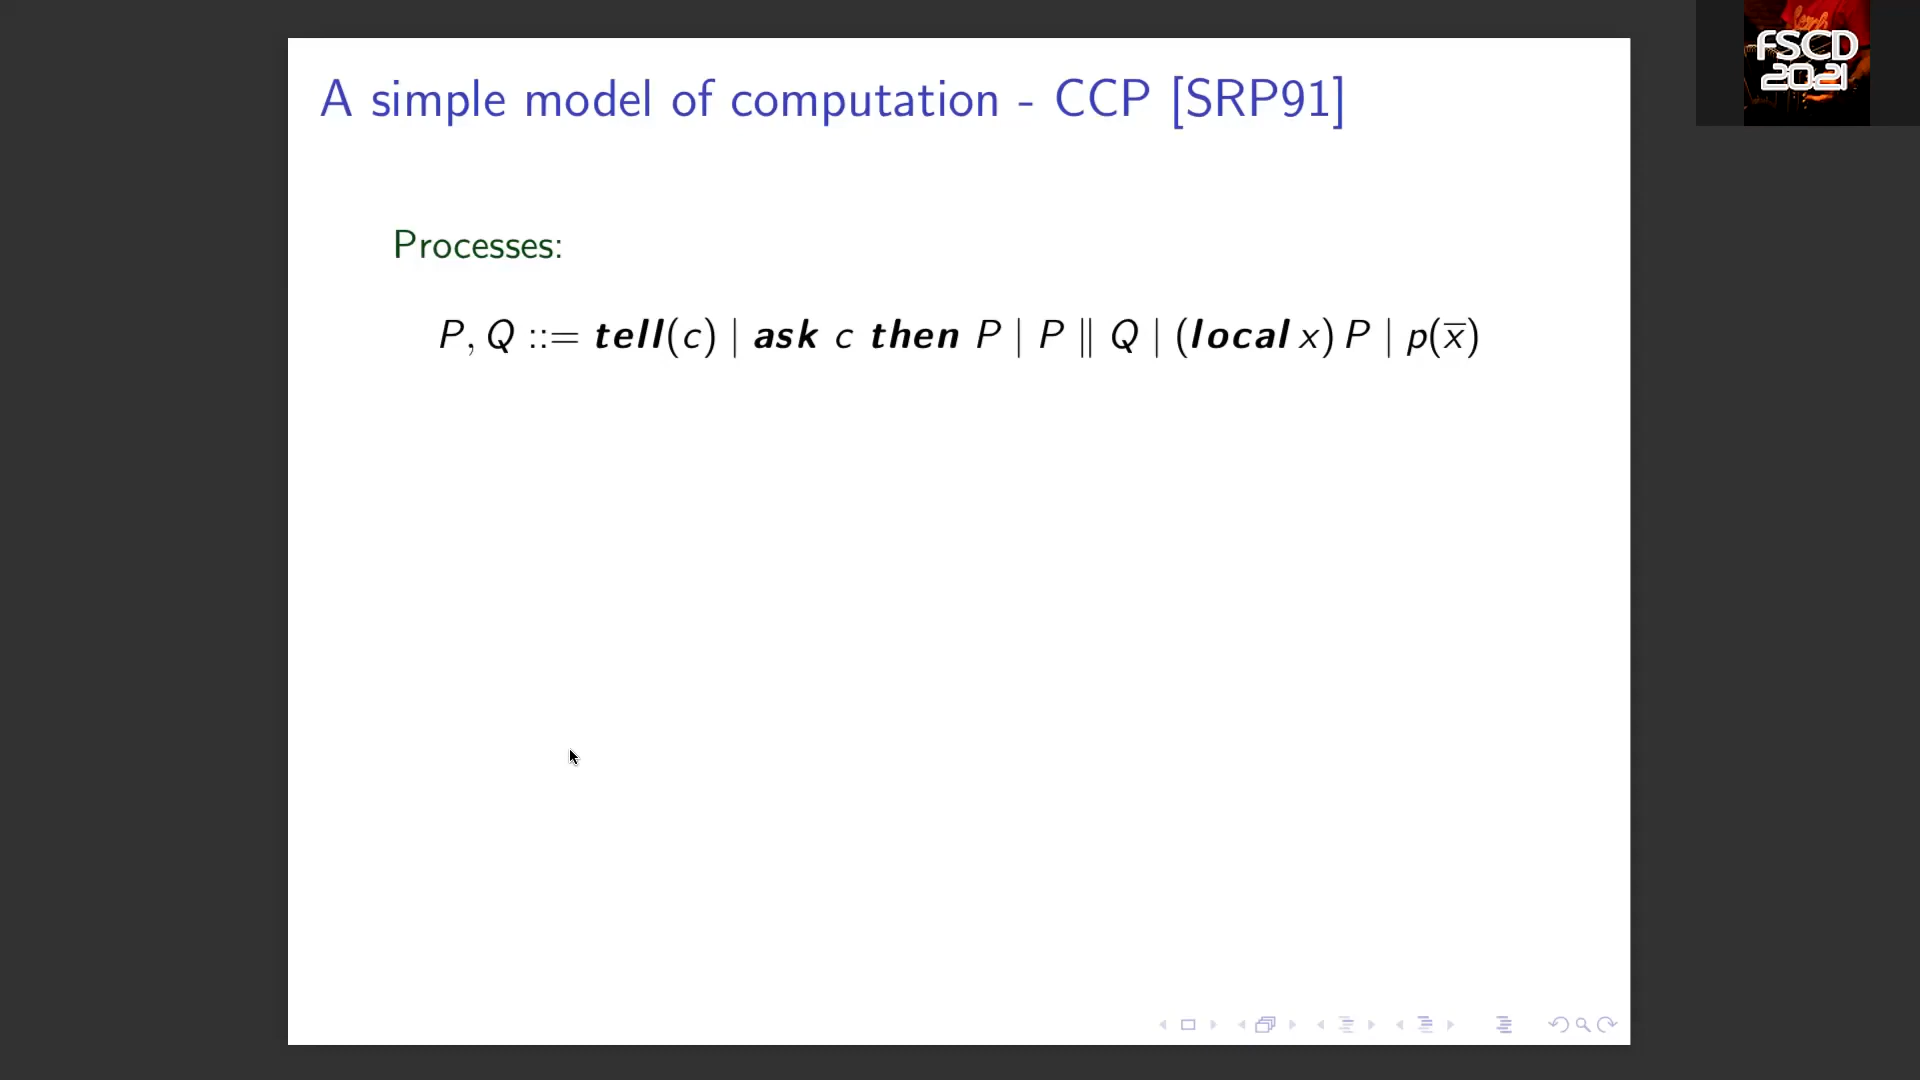 A simple model of computation - CCP [SRP91]
FSCD
2021
Processes:
P, Q ::= tell(c) | ask c then P | P ∥ Q | (local x) P | p(x̅)